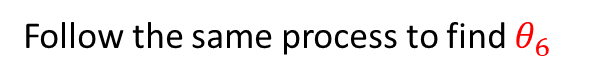 Follow the same process to find θ₆